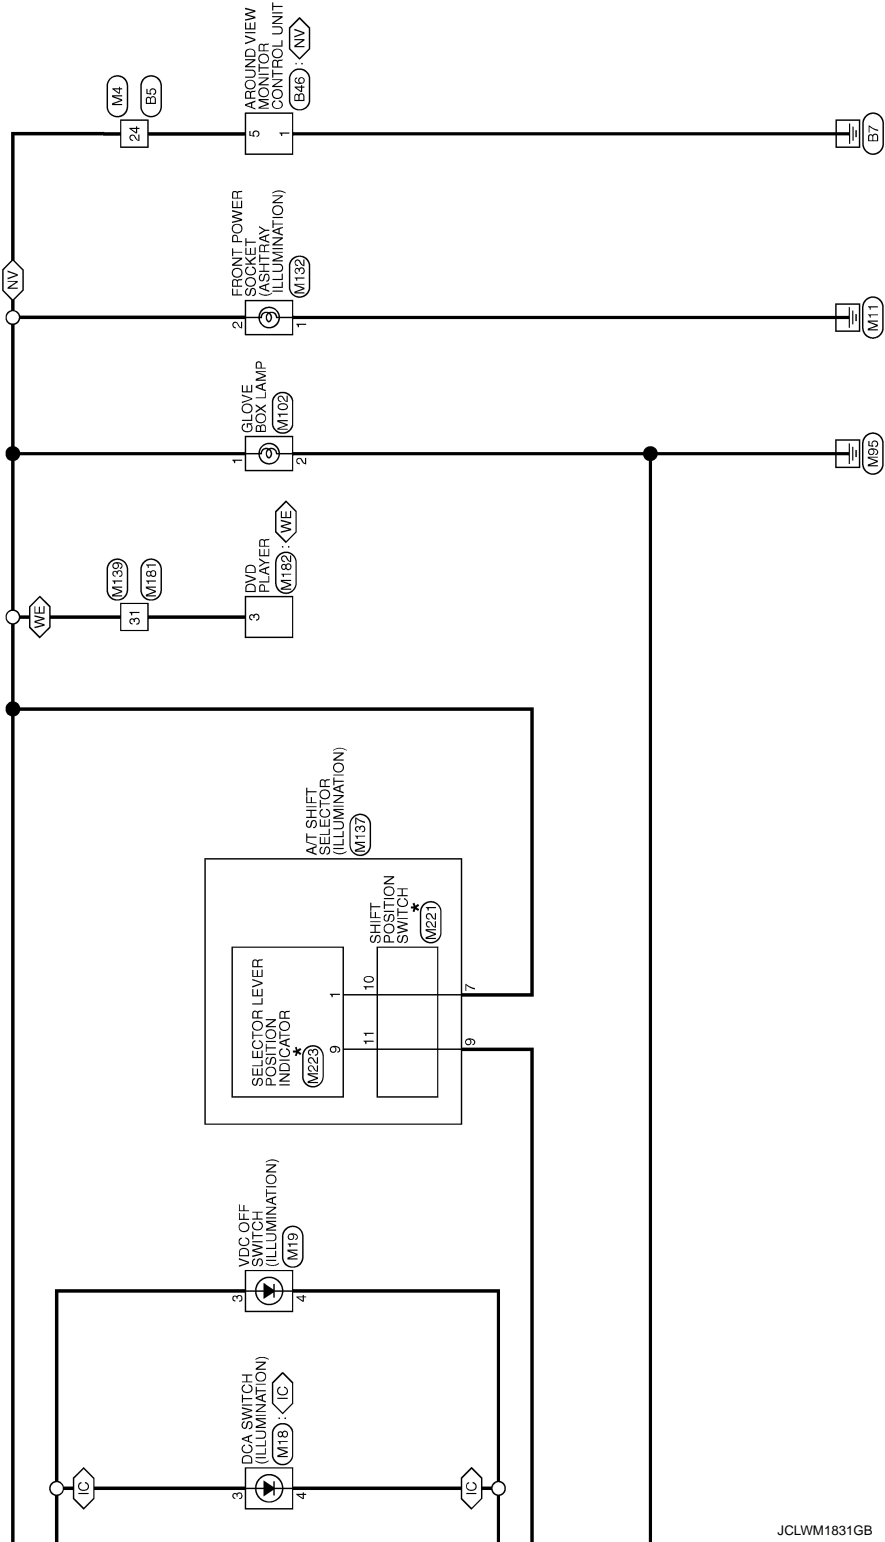 M4
B5
24
AROUND VIEW
MONITOR
CONTROL UNIT
B46 : NV
5
1
B7
NV
FRONT POWER
SOCKET
(ASHTRAY
ILLUMINATION)
M132
2
1
M11
GLOVE
BOX LAMP
M102
1
2
M95
WE
M139
M181
31
DVD
PLAYER
M182 : WE
3
A/T SHIFT
SELECTOR
(ILLUMINATION)
M137
SHIFT
POSITION
SWITCH
*
M221
SELECTOR LEVER
POSITION
INDICATOR
*
M223
1
10
7
9
11
9
VDC OFF
SWITCH
(ILLUMINATION)
M19
3
4
DCA SWITCH
(ILLUMINATION)
M18 : IC
IC
3
4
IC
JCLWM1831GB